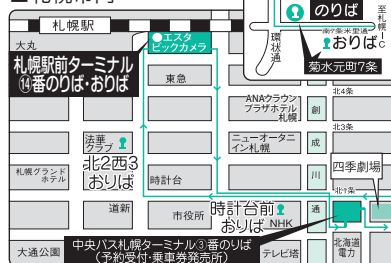 札幌駅
大丸
エスタ
ビックカメラ
札幌駅前ターミナル
⑭番のりば・おりば
東急
のりば
環状通
南7条米里通
おりば
菊水元町7条
至札幌IC
ANAクラウン
プラザホテル
札幌
北4条
創
北3条
法華
クラブ
北2西3
おりば
ニューオータニ
イン札幌
成
札幌グランド
ホテル
時計台
川
四季劇場
北1条
道新
市役所
時計台前
おりば
NHK
通
大通公園
中央バス札幌ターミナル③番のりば
(予約受付・乗車券発売所)
テレビ塔
北海道
電力